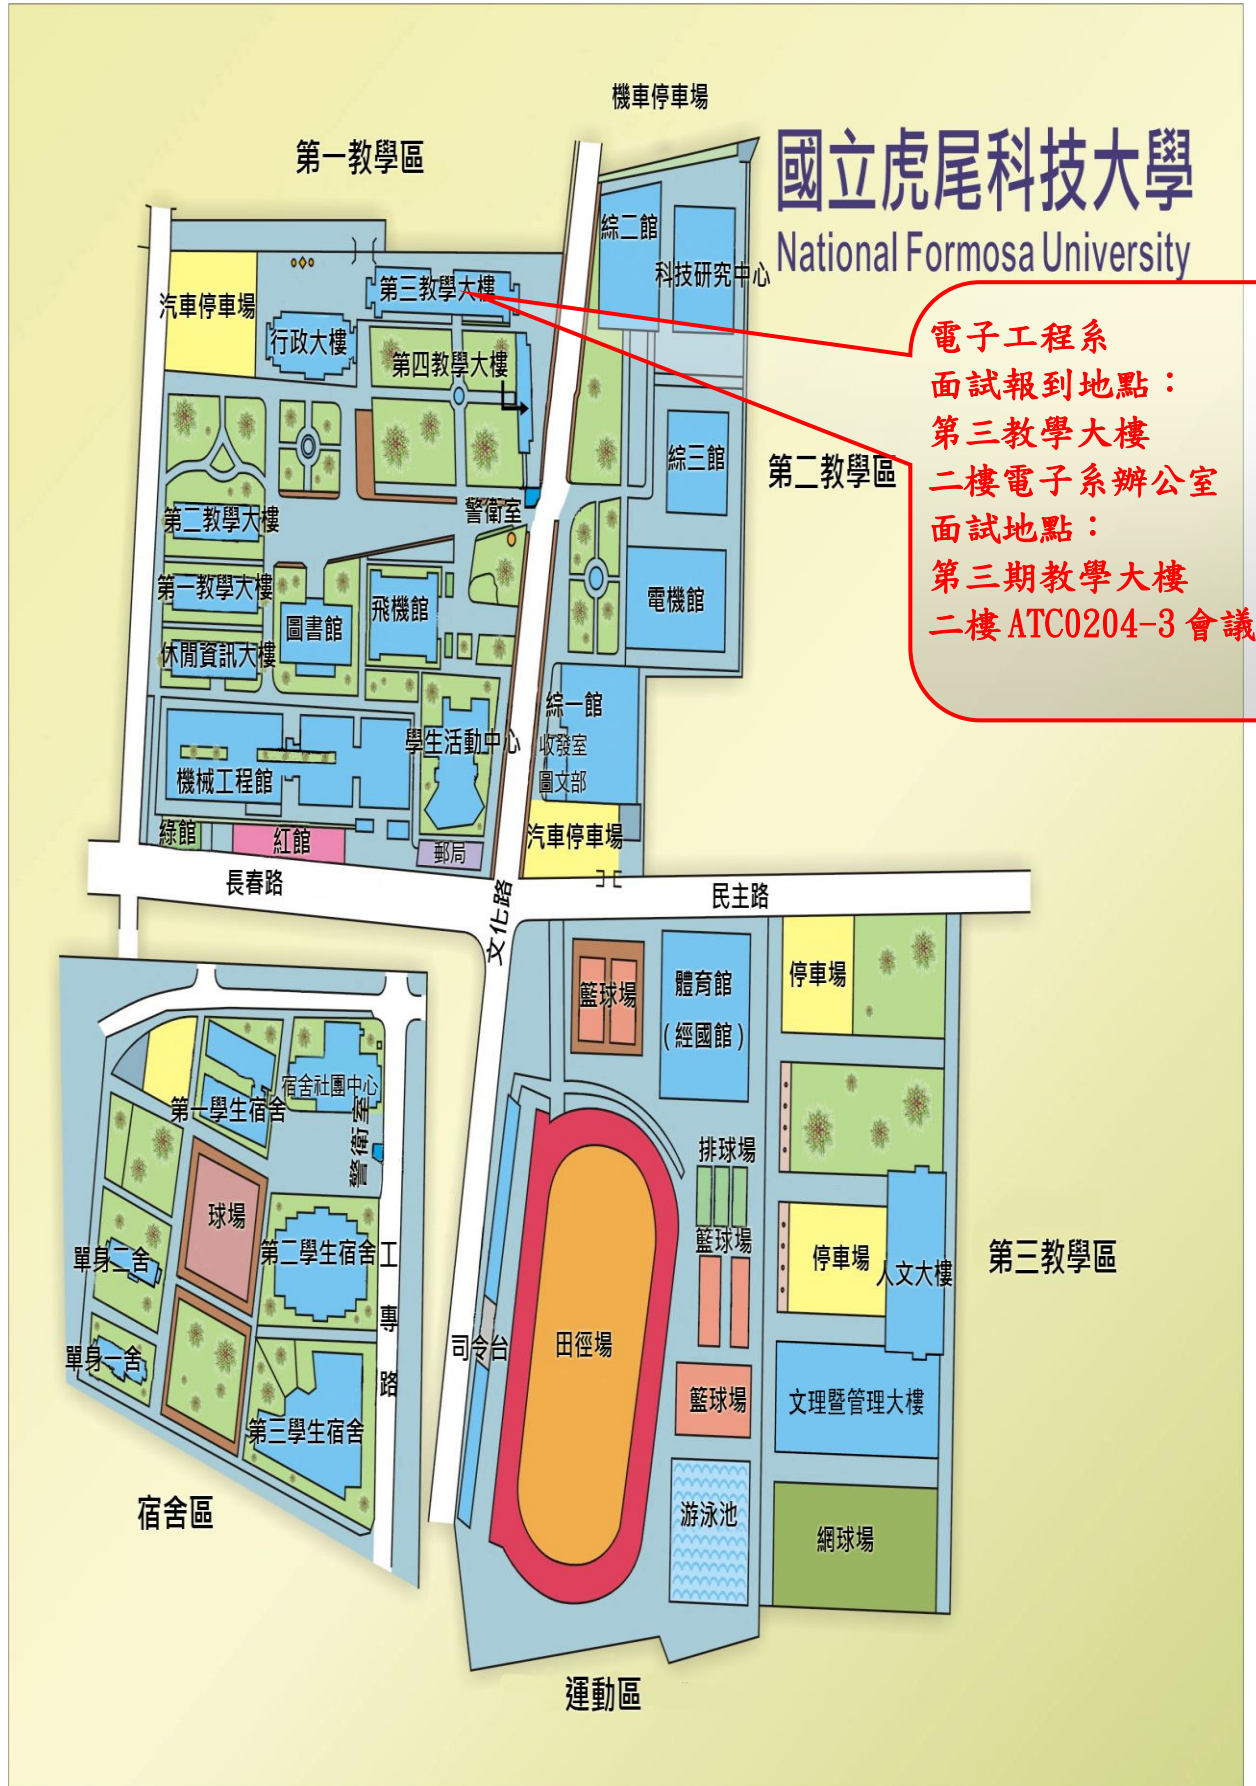 機車停車場
第一教學區
國立虎尾科技大學
National Formosa University
綜二館
科技研究中心
汽車停車場
第三教學大樓
行政大樓
第四教學大樓
電子工程系
面試報到地點：
第三教學大樓
二樓電子系辦公室
面試地點：
第三期教學大樓
二樓 ATC0204-3 會議
綜三館
第二教學區
警衛室
第二教學大樓
第一教學大樓
圖書館
飛機館
電機館
休閒資訊大樓
綜一館
收發室
圖文部
學生活動中心
機械工程館
綠館
紅館
郵局
汽車停車場
長春路
文化路
民主路
籃球場
體育館
(經國館)
停車場
宿舍社團中心
第一學生宿舍
警衛室
排球場
球場
籃球場
第二學生宿舍
單身二舍
工專路
停車場
人文大樓
第三教學區
司令台
田徑場
單身一舍
籃球場
文理暨管理大樓
第三學生宿舍
宿舍區
游泳池
網球場
運動區